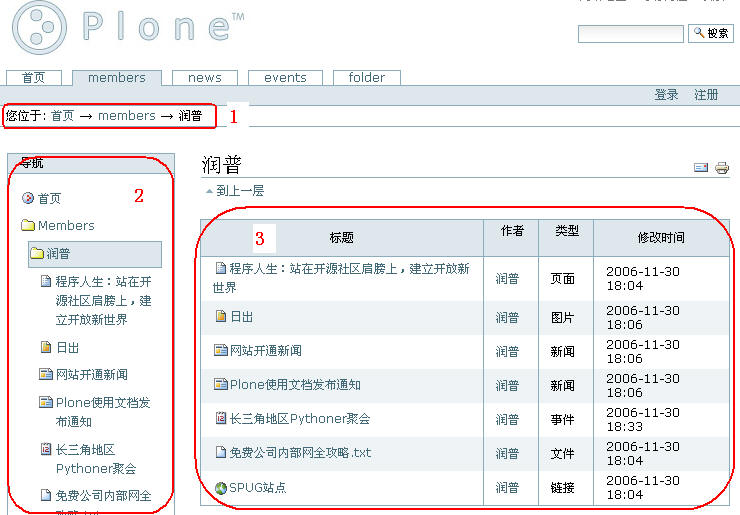 Plone™
搜索
首页 members news events folder
登录 注册
您位于: 首页 → members → 润普
1
导航
2
首页
Members
润普
程序人生：站在开
源社区肩膀上，建
立开放新世界
日出
网站开通新闻
Plone使用文档发
布通知
长三角地区
Pythoner聚会
免费公司内部网全
润普
到上一层
3
标题 作者 类型 修改时间
程序人生：站在开源社区肩膀上，建立开放新 润普 页面 2006-11-30
世界 18:04
日出 润普 图片 2006-11-30
18:06
网站开通新闻 润普 新闻 2006-11-30
18:06
Plone使用文档发布通知 润普 新闻 2006-11-30
18:06
长三角地区Pythoner聚会 润普 事件 2006-11-30
18:33
免费公司内部网全攻略.txt 润普 文件 2006-11-30
18:04
SPUG站点 润普 链接 2006-11-30
18:04